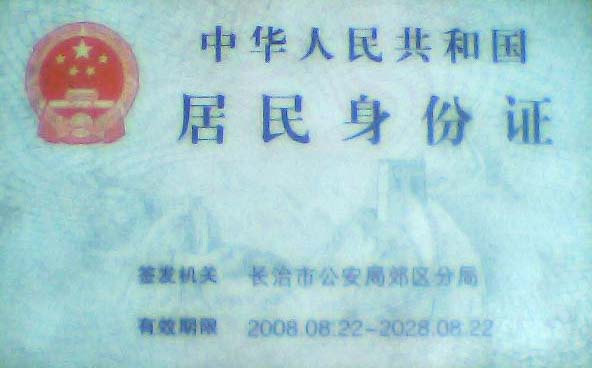 中华人民共和国
居民身份证
签发机关 长治市公安局郊区分局
有效期限 2008.08.22-2028.08.22